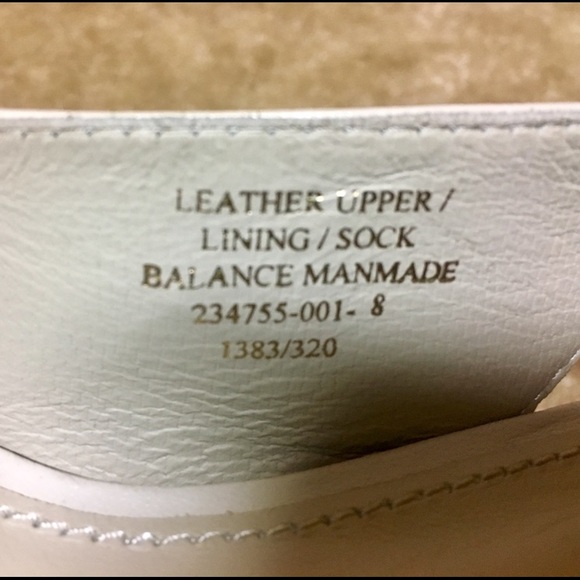 LEATHER UPPER /
LINING / SOCK
BALANCE MANMADE
234755-001- 8
1383/320